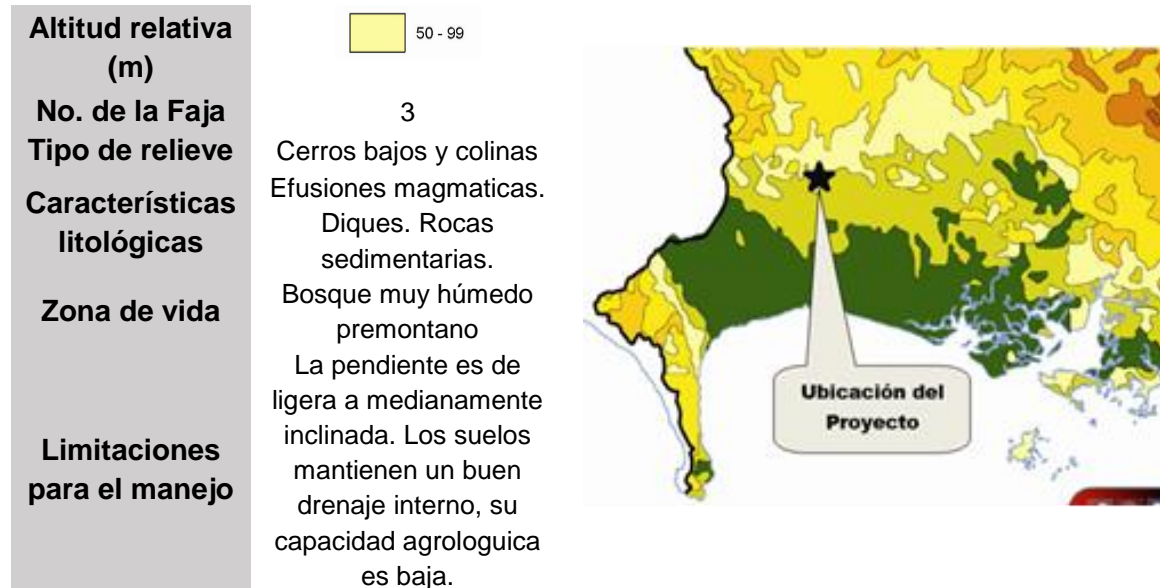 Altitud relativa
(m)
50 - 99
No. de la Faja
3
Tipo de relieve
Cerros bajos y colinas
Características
litológicas
Efusiones magmaticas.
Diques. Rocas
sedimentarias.
Zona de vida
Bosque muy húmedo
premontano
Limitaciones
para el manejo
La pendiente es de
ligera a medianamente
inclinada. Los suelos
mantienen un buen
drenaje interno, su
capacidad agrologuica
es baja.
Ubicación del
Proyecto